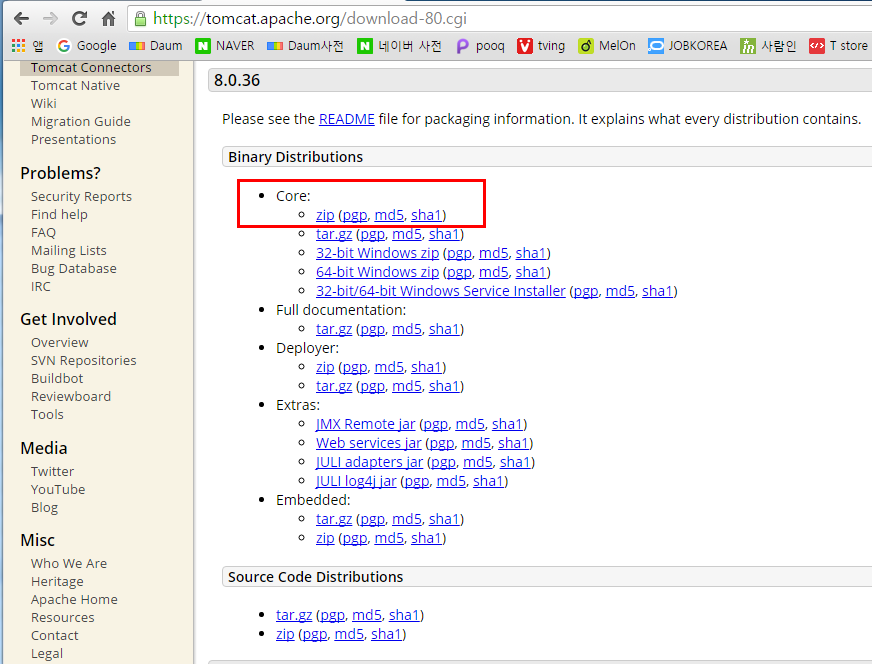 https://tomcat.apache.org/download-80.cgi
앱 Google Daum NAVER Daum사전 네이버 사전 pooq tving MelOn JOBKOREA 사람인 T store
Tomcat Connectors
Tomcat Native
Wiki
Migration Guide
Presentations
Problems?
Security Reports
Find help
FAQ
Mailing Lists
Bug Database
IRC
Get Involved
Overview
SVN Repositories
Buildbot
Reviewboard
Tools
Media
Twitter
YouTube
Blog
Misc
Who We Are
Heritage
Apache Home
Resources
Contact
Legal
8.0.36
Please see the README file for packaging information. It explains what every distribution contains.
Binary Distributions
Core:
zip (pgp, md5, sha1)
tar.gz (pgp, md5, sha1)
32-bit Windows zip (pgp, md5, sha1)
64-bit Windows zip (pgp, md5, sha1)
32-bit/64-bit Windows Service Installer (pgp, md5, sha1)
Full documentation:
tar.gz (pgp, md5, sha1)
Deployer:
zip (pgp, md5, sha1)
tar.gz (pgp, md5, sha1)
Extras:
JMX Remote jar (pgp, md5, sha1)
Web services jar (pgp, md5, sha1)
JULI adapters jar (pgp, md5, sha1)
JULI log4j jar (pgp, md5, sha1)
Embedded:
tar.gz (pgp, md5, sha1)
zip (pgp, md5, sha1)
Source Code Distributions
tar.gz (pgp, md5, sha1)
zip (pgp, md5, sha1)